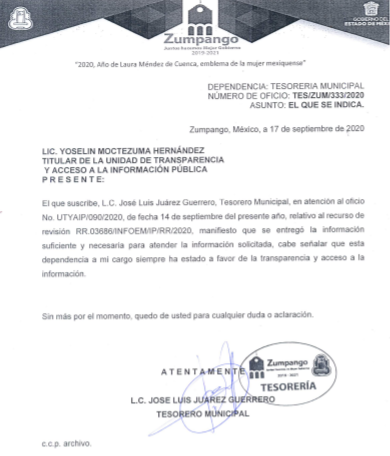 Zumpango
Juntos Seremos Mejor Gobierno
2019-2021
GOBIERNO DEL
ESTADO DE MÉXICO
"2020, Año de Laura Méndez de Cuenca, emblema de la mujer mexiquense"
DEPENDENCIA: TESORERIA MUNICIPAL
NÚMERO DE OFICIO: TES/ZUM/333/2020
ASUNTO: EL QUE SE INDICA.
Zumpango, México, a 17 de septiembre de 2020
LIC. YOSELIN MOCTEZUMA HERNÁNDEZ
TITULAR DE LA UNIDAD DE TRANSPARENCIA
Y ACCESO A LA INFORMACIÓN PÚBLICA
P R E S E N T E:
El que suscribe, L.C. José Luis Juárez Guerrero, Tesorero Municipal, en atención al oficio
No. UTYAIP/090/2020, de fecha 14 de septiembre del presente año, relativo al recurso de
revisión RR.03686/INFOEM/IP/RR/2020, manifiesto que se entregó la información
suficiente y necesaria para atender la información solicitada, cabe señalar que esta
dependencia a mi cargo siempre ha estado a favor de la transparencia y acceso a la
información.
Sin más por el momento, quedo de usted para cualquier duda o aclaración.
A T E N T A M E N T E
Zumpango
2019 - 2021
TESORERÍA
L.C. JOSE LUIS JUAREZ GUERRERO
TESORERO MUNICIPAL
c.c.p. archivo.